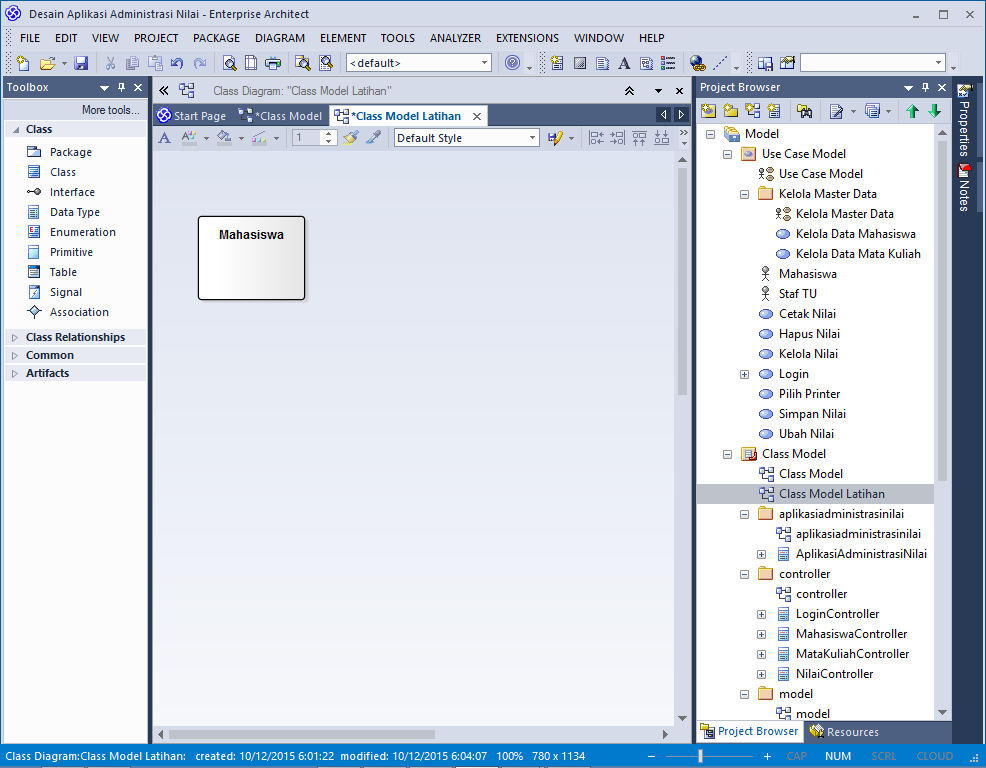 Desain Aplikasi Administrasi Nilai - Enterprise Architect
FILE EDIT VIEW PROJECT PACKAGE DIAGRAM ELEMENT TOOLS ANALYZER EXTENSIONS WINDOW HELP
<default>
Toolbox
More tools...
Class
Package
Class
Interface
Data Type
Enumeration
Primitive
Table
Signal
Association
Class Relationships
Common
Artifacts
Class Diagram: "Class Model Latihan"
Start Page *Class Model *Class Model Latihan
1 Default Style
Mahasiswa
Project Browser
Model
Use Case Model
Use Case Model
Kelola Master Data
Kelola Master Data
Kelola Data Mahasiswa
Kelola Data Mata Kuliah
Mahasiswa
Staf TU
Cetak Nilai
Hapus Nilai
Kelola Nilai
Login
Pilih Printer
Simpan Nilai
Ubah Nilai
Class Model
Class Model
Class Model Latihan
aplikasiadministrasinilai
aplikasiadministrasinilai
AplikasiAdministrasiNilai
controller
controller
LoginController
MahasiswaController
MataKuliahController
NilaiController
model
model
Project Browser Resources
Properties
Notes
Class Diagram:Class Model Latihan: created: 10/12/2015 6:01:22 modified: 10/12/2015 6:04:07 100% 780 x 1134 CAP NUM SCRL CLOUD